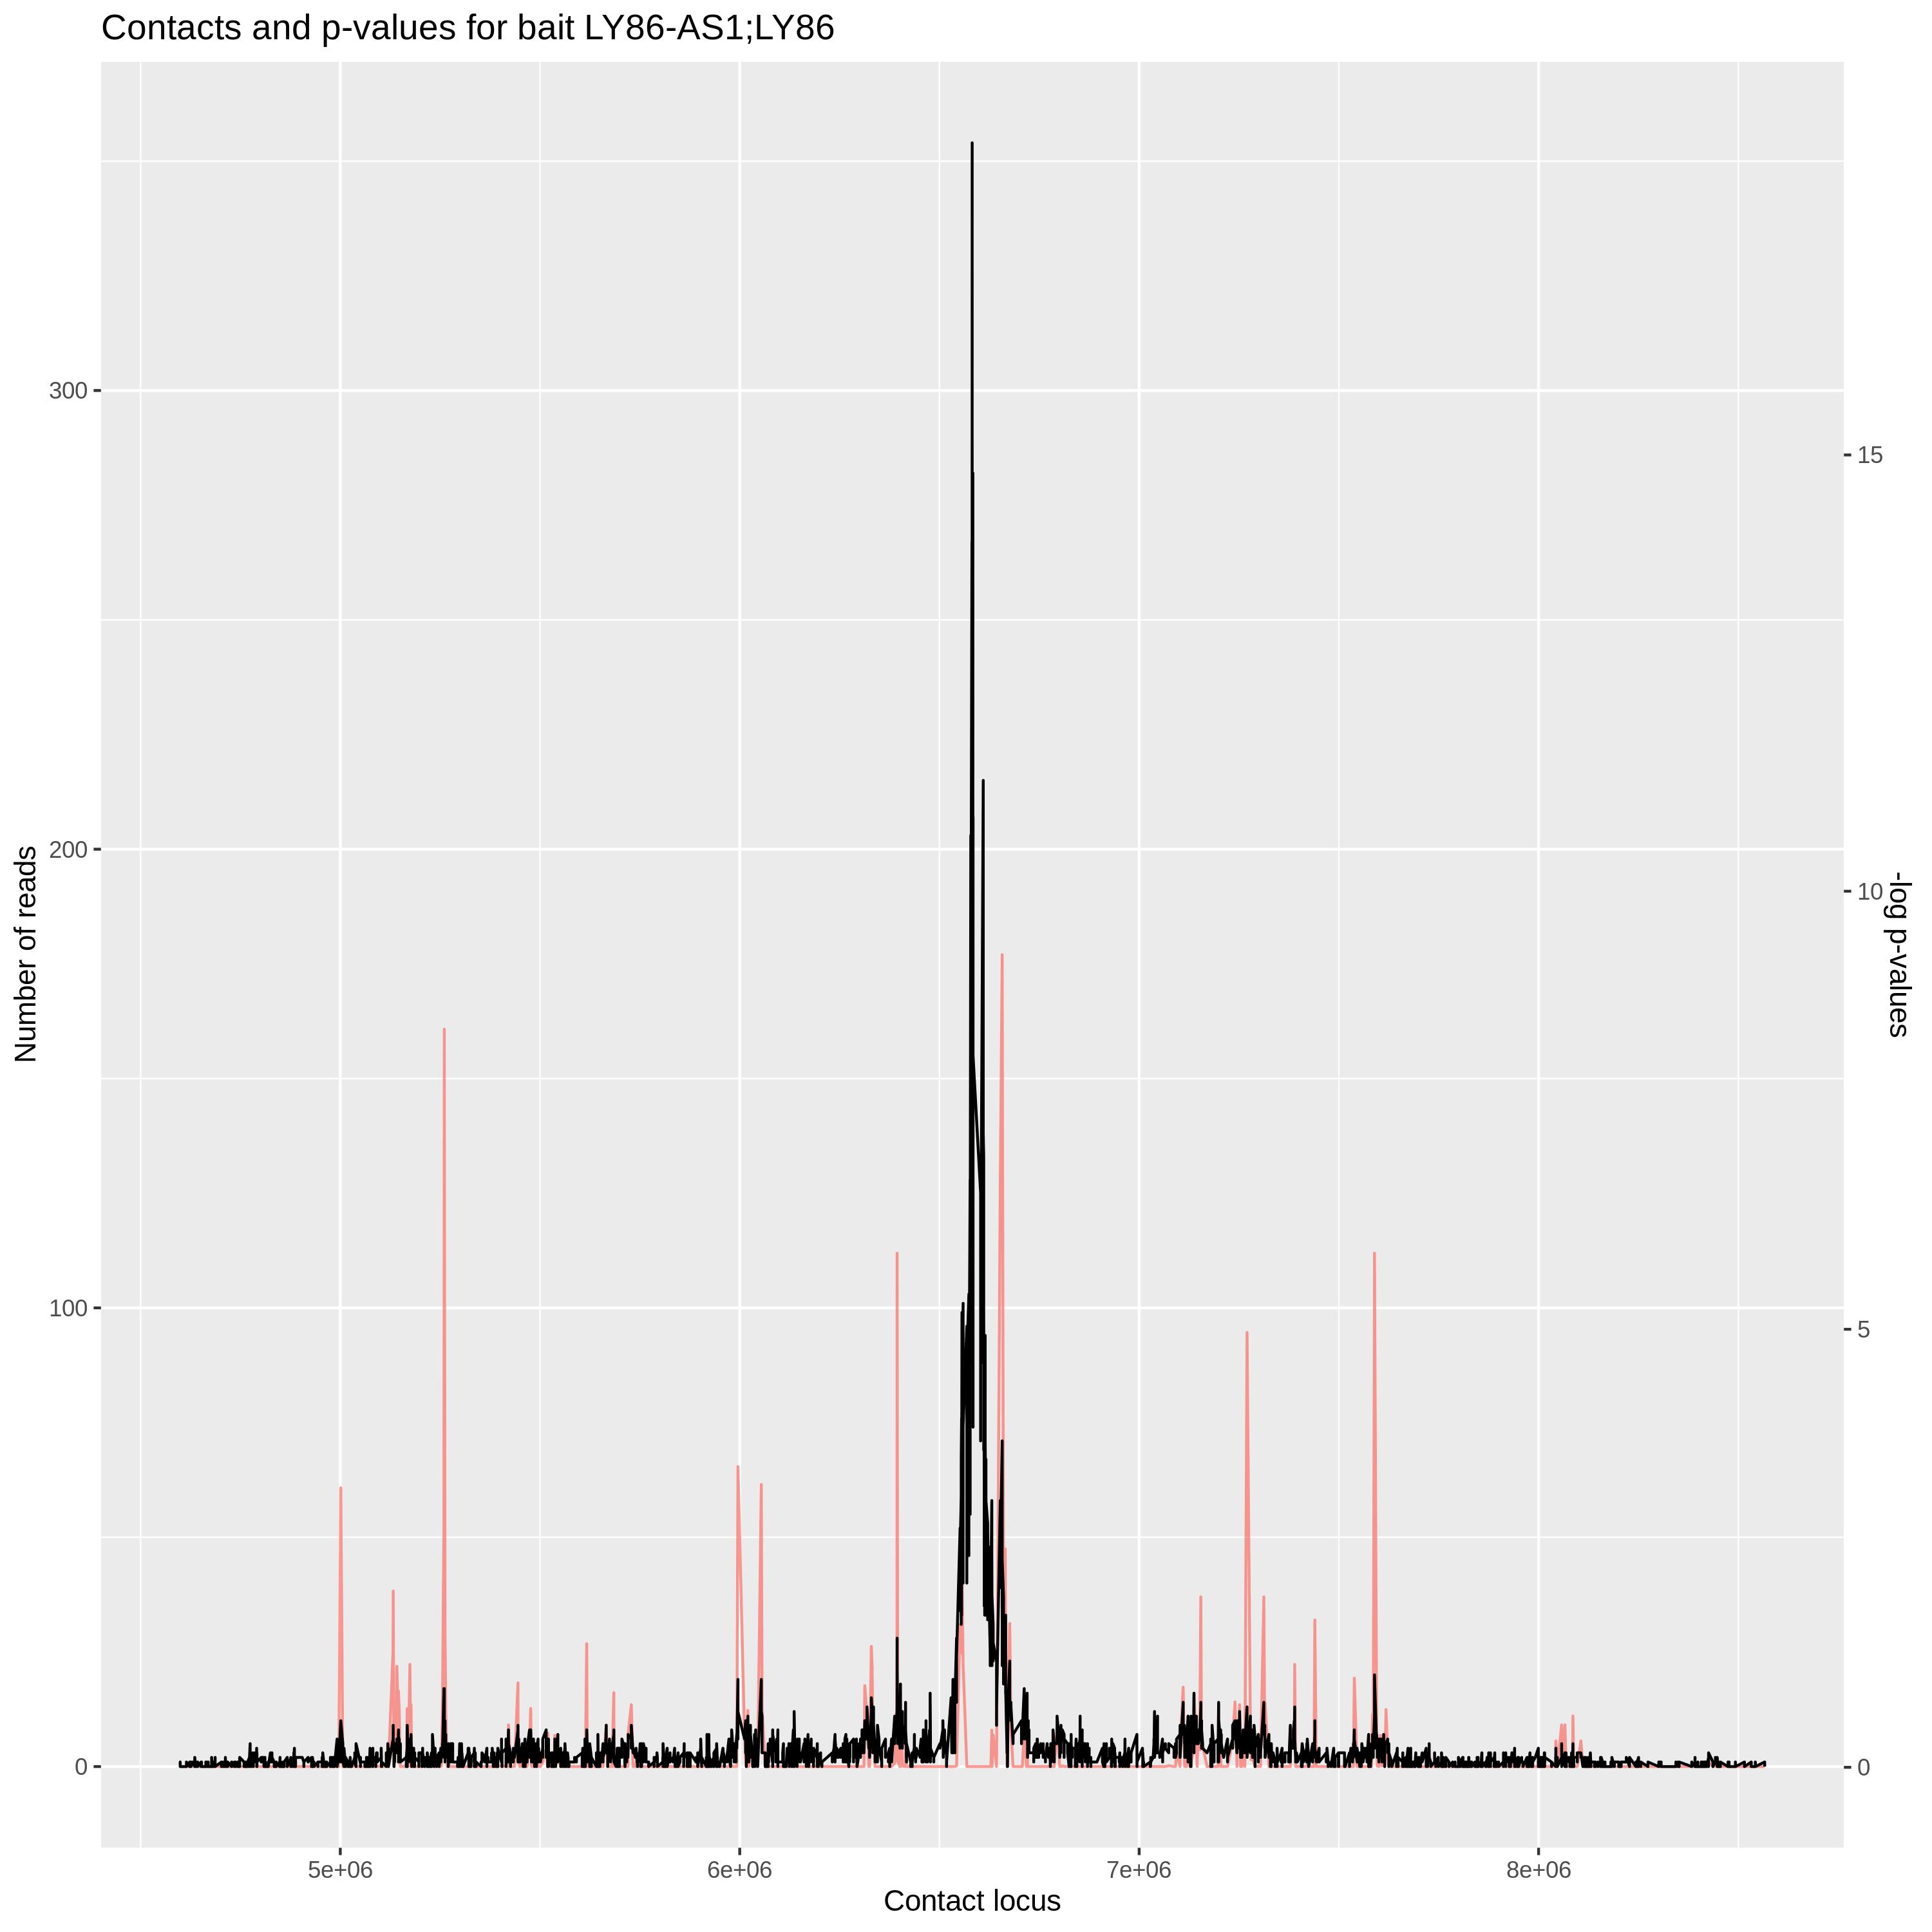 Contacts and p-values for bait LY86-AS1;LY86
300
200
100
0
Number of reads
15
10
5
0
-log p-values
5e+06 6e+06 7e+06 8e+06
Contact locus